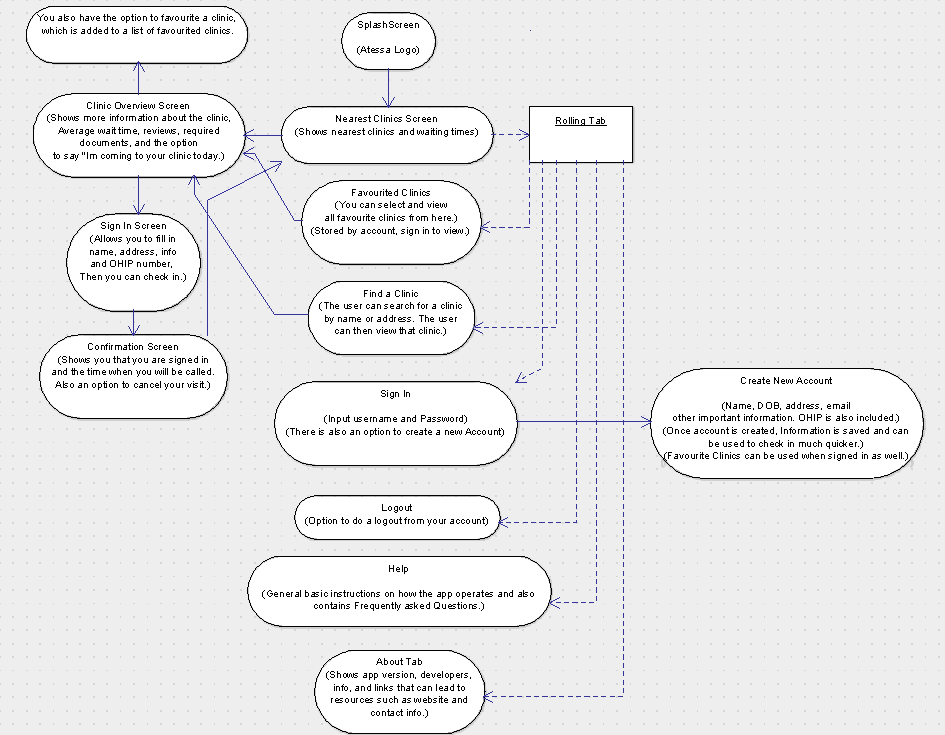 You also have the option to favourite a clinic,
which is added to a list of favourited clinics.
SplashScreen
(Atessa Logo)
Clinic Overview Screen
(Shows more information about the clinic,
Average wait time, reviews, required
documents, and the option
to say "Im coming to your clinic today.)
Nearest Clinics Screen
(Shows nearest clinics and waiting times)
Rolling Tab
Favourited Clinics
(You can select and view
all favourite clinics from here.)
(Stored by account, sign in to view.)
Sign In Screen
(Allows you to fill in
name, address, info
and OHIP number,
Then you can check in.)
Find a Clinic
(The user can search for a clinic
by name or address. The user
can then view that clinic.)
Confirmation Screen
(Shows you that you are signed in
and the time when you will be called.
Also an option to cancel your visit.)
Sign In
(Input username and Password)
(There is also an option to create a new Account)
Create New Account
(Name, DOB, address, email
other important information. OHIP is also included.)
(Once account is created, Information is saved and can
be used to check in much quicker.)
(Favourite Clinics can be used when signed in as well.)
Logout
(Option to do a logout from your account)
Help
(General basic instructions on how the app operates and also
contains Frequently asked Questions.)
About Tab
(Shows app version, developers,
info, and links that can lead to
resources such as website and
contact info.)